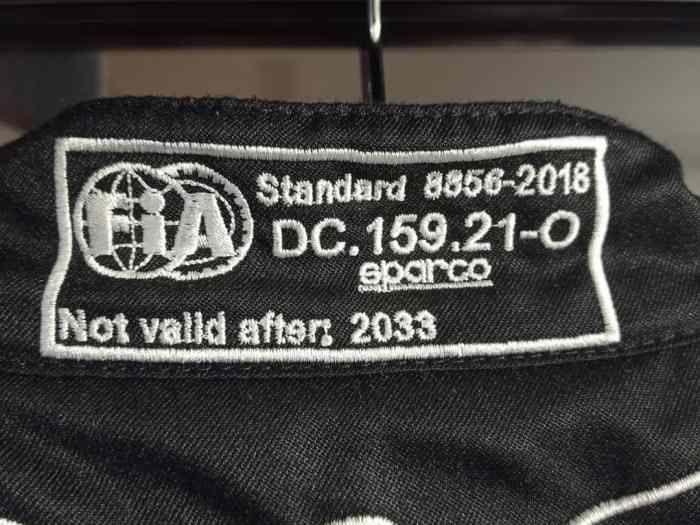 FiA
Standard 8856-2018
DC.159.21-O
sparco
Not valid after: 2033